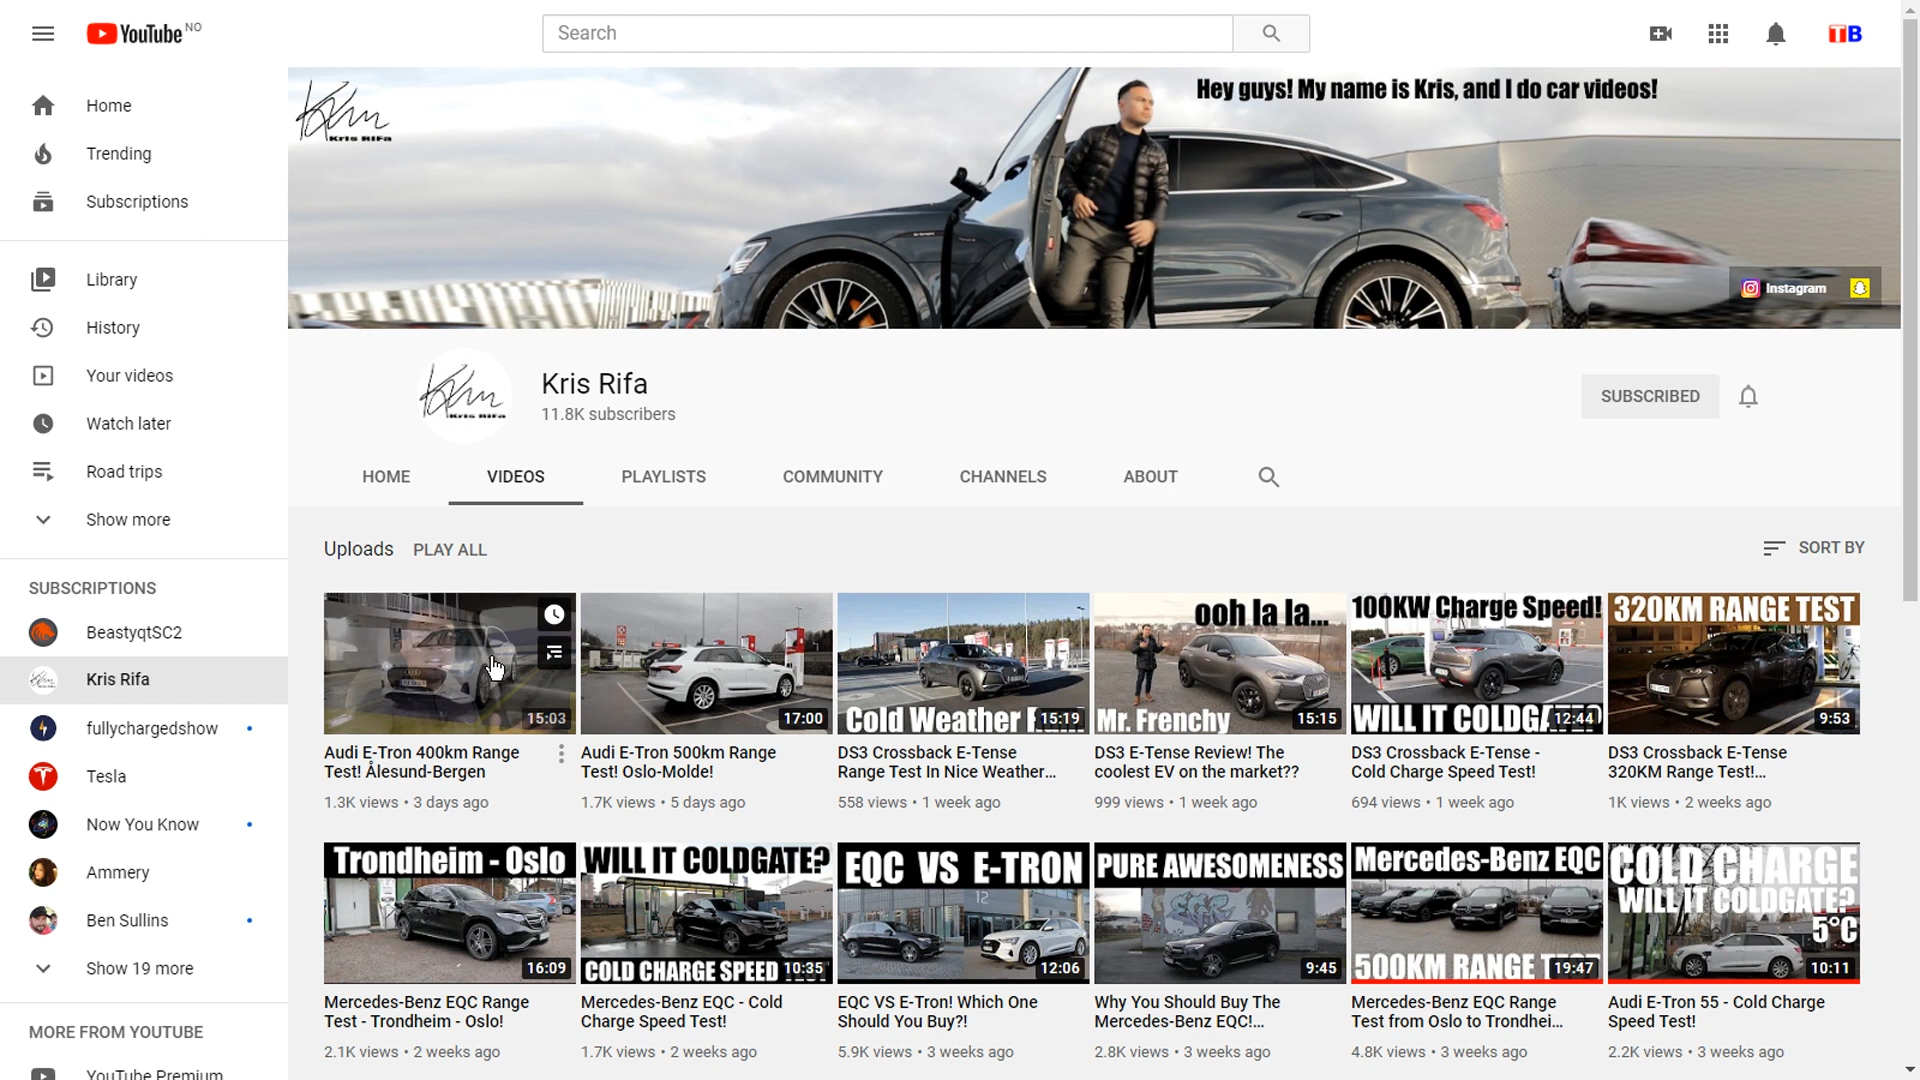 YouTube NO
Search
TB
Home
Trending
Subscriptions
Library
History
Your videos
Watch later
Road trips
Show more
SUBSCRIPTIONS
BeastyqtSC2
Kris Rifa
fullychargedshow
Tesla
Now You Know
Ammery
Ben Sullins
Show 19 more
MORE FROM YOUTUBE
YouTube Premium
Kris Rifa
Hey guys! My name is Kris, and I do car videos!
Instagram
Kris Rifa
Kris Rifa
11.8K subscribers
SUBSCRIBED
HOME
VIDEOS
PLAYLISTS
COMMUNITY
CHANNELS
ABOUT
Uploads
PLAY ALL
SORT BY
15:03
Audi E-Tron 400km Range
Test! Ålesund-Bergen
1.3K views • 3 days ago
17:00
Audi E-Tron 500km Range
Test! Oslo-Molde!
1.7K views • 5 days ago
Cold Weather
15:19
DS3 Crossback E-Tense
Range Test In Nice Weather...
558 views • 1 week ago
ooh la la...
Mr. Frenchy
15:15
DS3 E-Tense Review! The
coolest EV on the market??
999 views • 1 week ago
100KW Charge Speed!
WILL IT COLDGA
12:44
DS3 Crossback E-Tense -
Cold Charge Speed Test!
694 views • 1 week ago
320KM RANGE TEST
9:53
DS3 Crossback E-Tense
320KM Range Test!...
1K views • 2 weeks ago
Trondheim - Oslo
16:09
Mercedes-Benz EQC Range
Test - Trondheim - Oslo!
2.1K views • 2 weeks ago
WILL IT COLDGATE?
COLD CHARGE SPEED
10:35
Mercedes-Benz EQC - Cold
Charge Speed Test!
1.7K views • 2 weeks ago
EQC VS E-TRON
12:06
EQC VS E-Tron! Which One
Should You Buy?!
5.9K views • 3 weeks ago
PURE AWESOMENESS
9:45
Why You Should Buy The
Mercedes-Benz EQC!...
2.8K views • 3 weeks ago
Mercedes-Benz EQC
500KM RANGE T
19:47
Mercedes-Benz EQC Range
Test from Oslo to Trondhei...
4.8K views • 3 weeks ago
COLD CHARGE
WILL IT COLDGATE?
5°C
10:11
Audi E-Tron 55 - Cold Charge
Speed Test!
2.2K views • 3 weeks ago